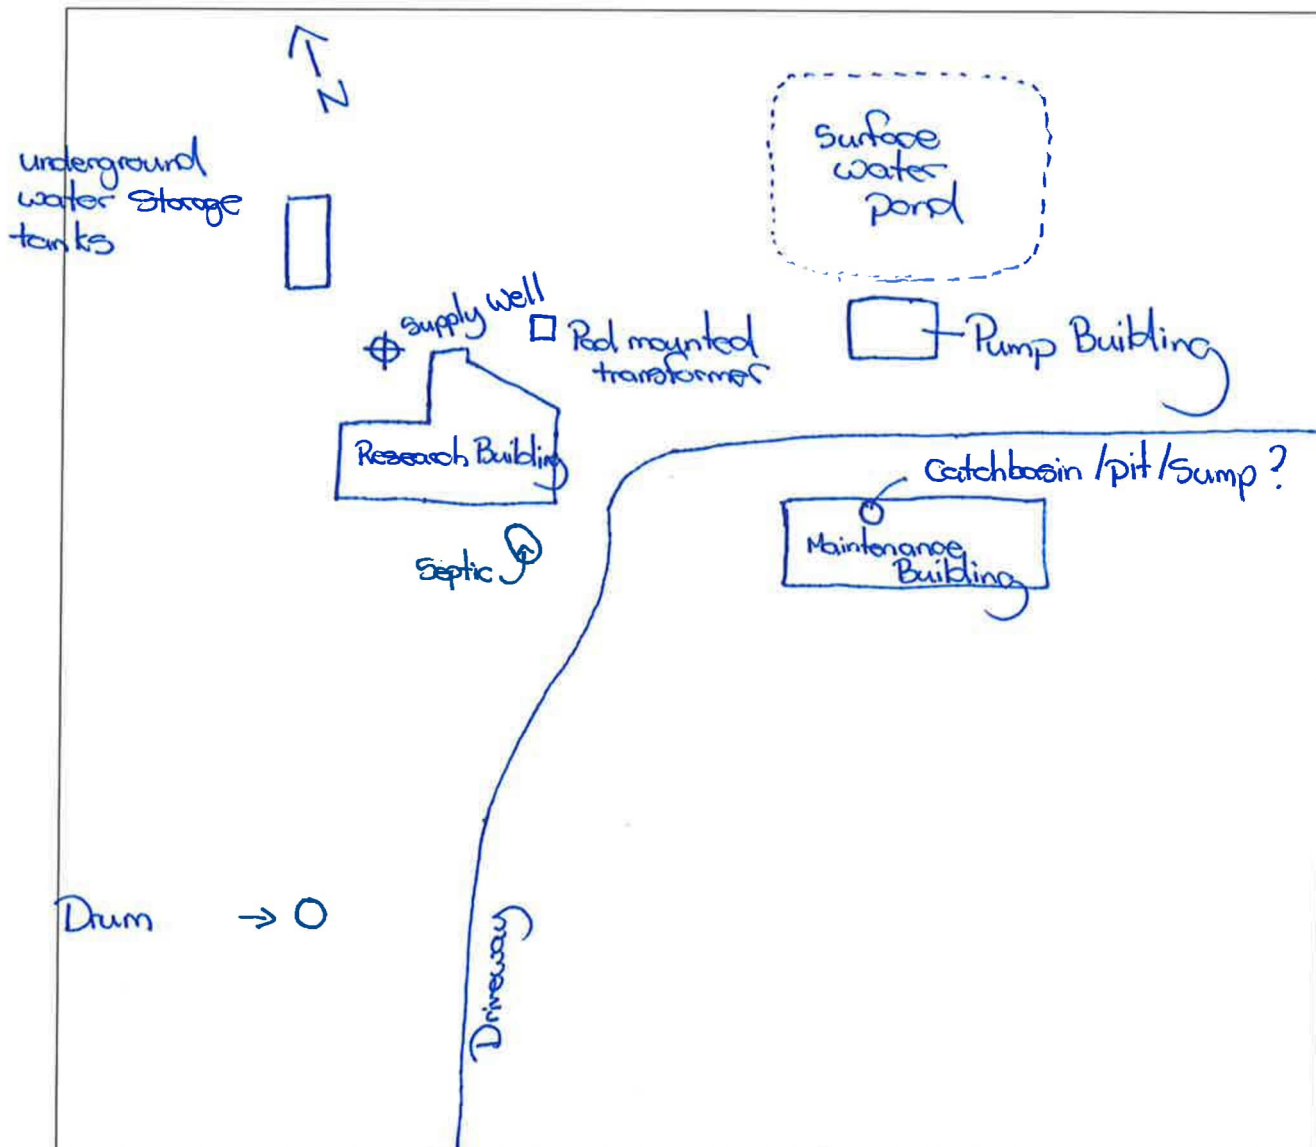 N
underground
water Storage
tanks
Surface
water
pond
Supply Well
Pad mounted
transformer
Pump Building
Research Building
Catchbasin/pit/Sump?
Maintenance
Building
Septic
Drum
Driveway